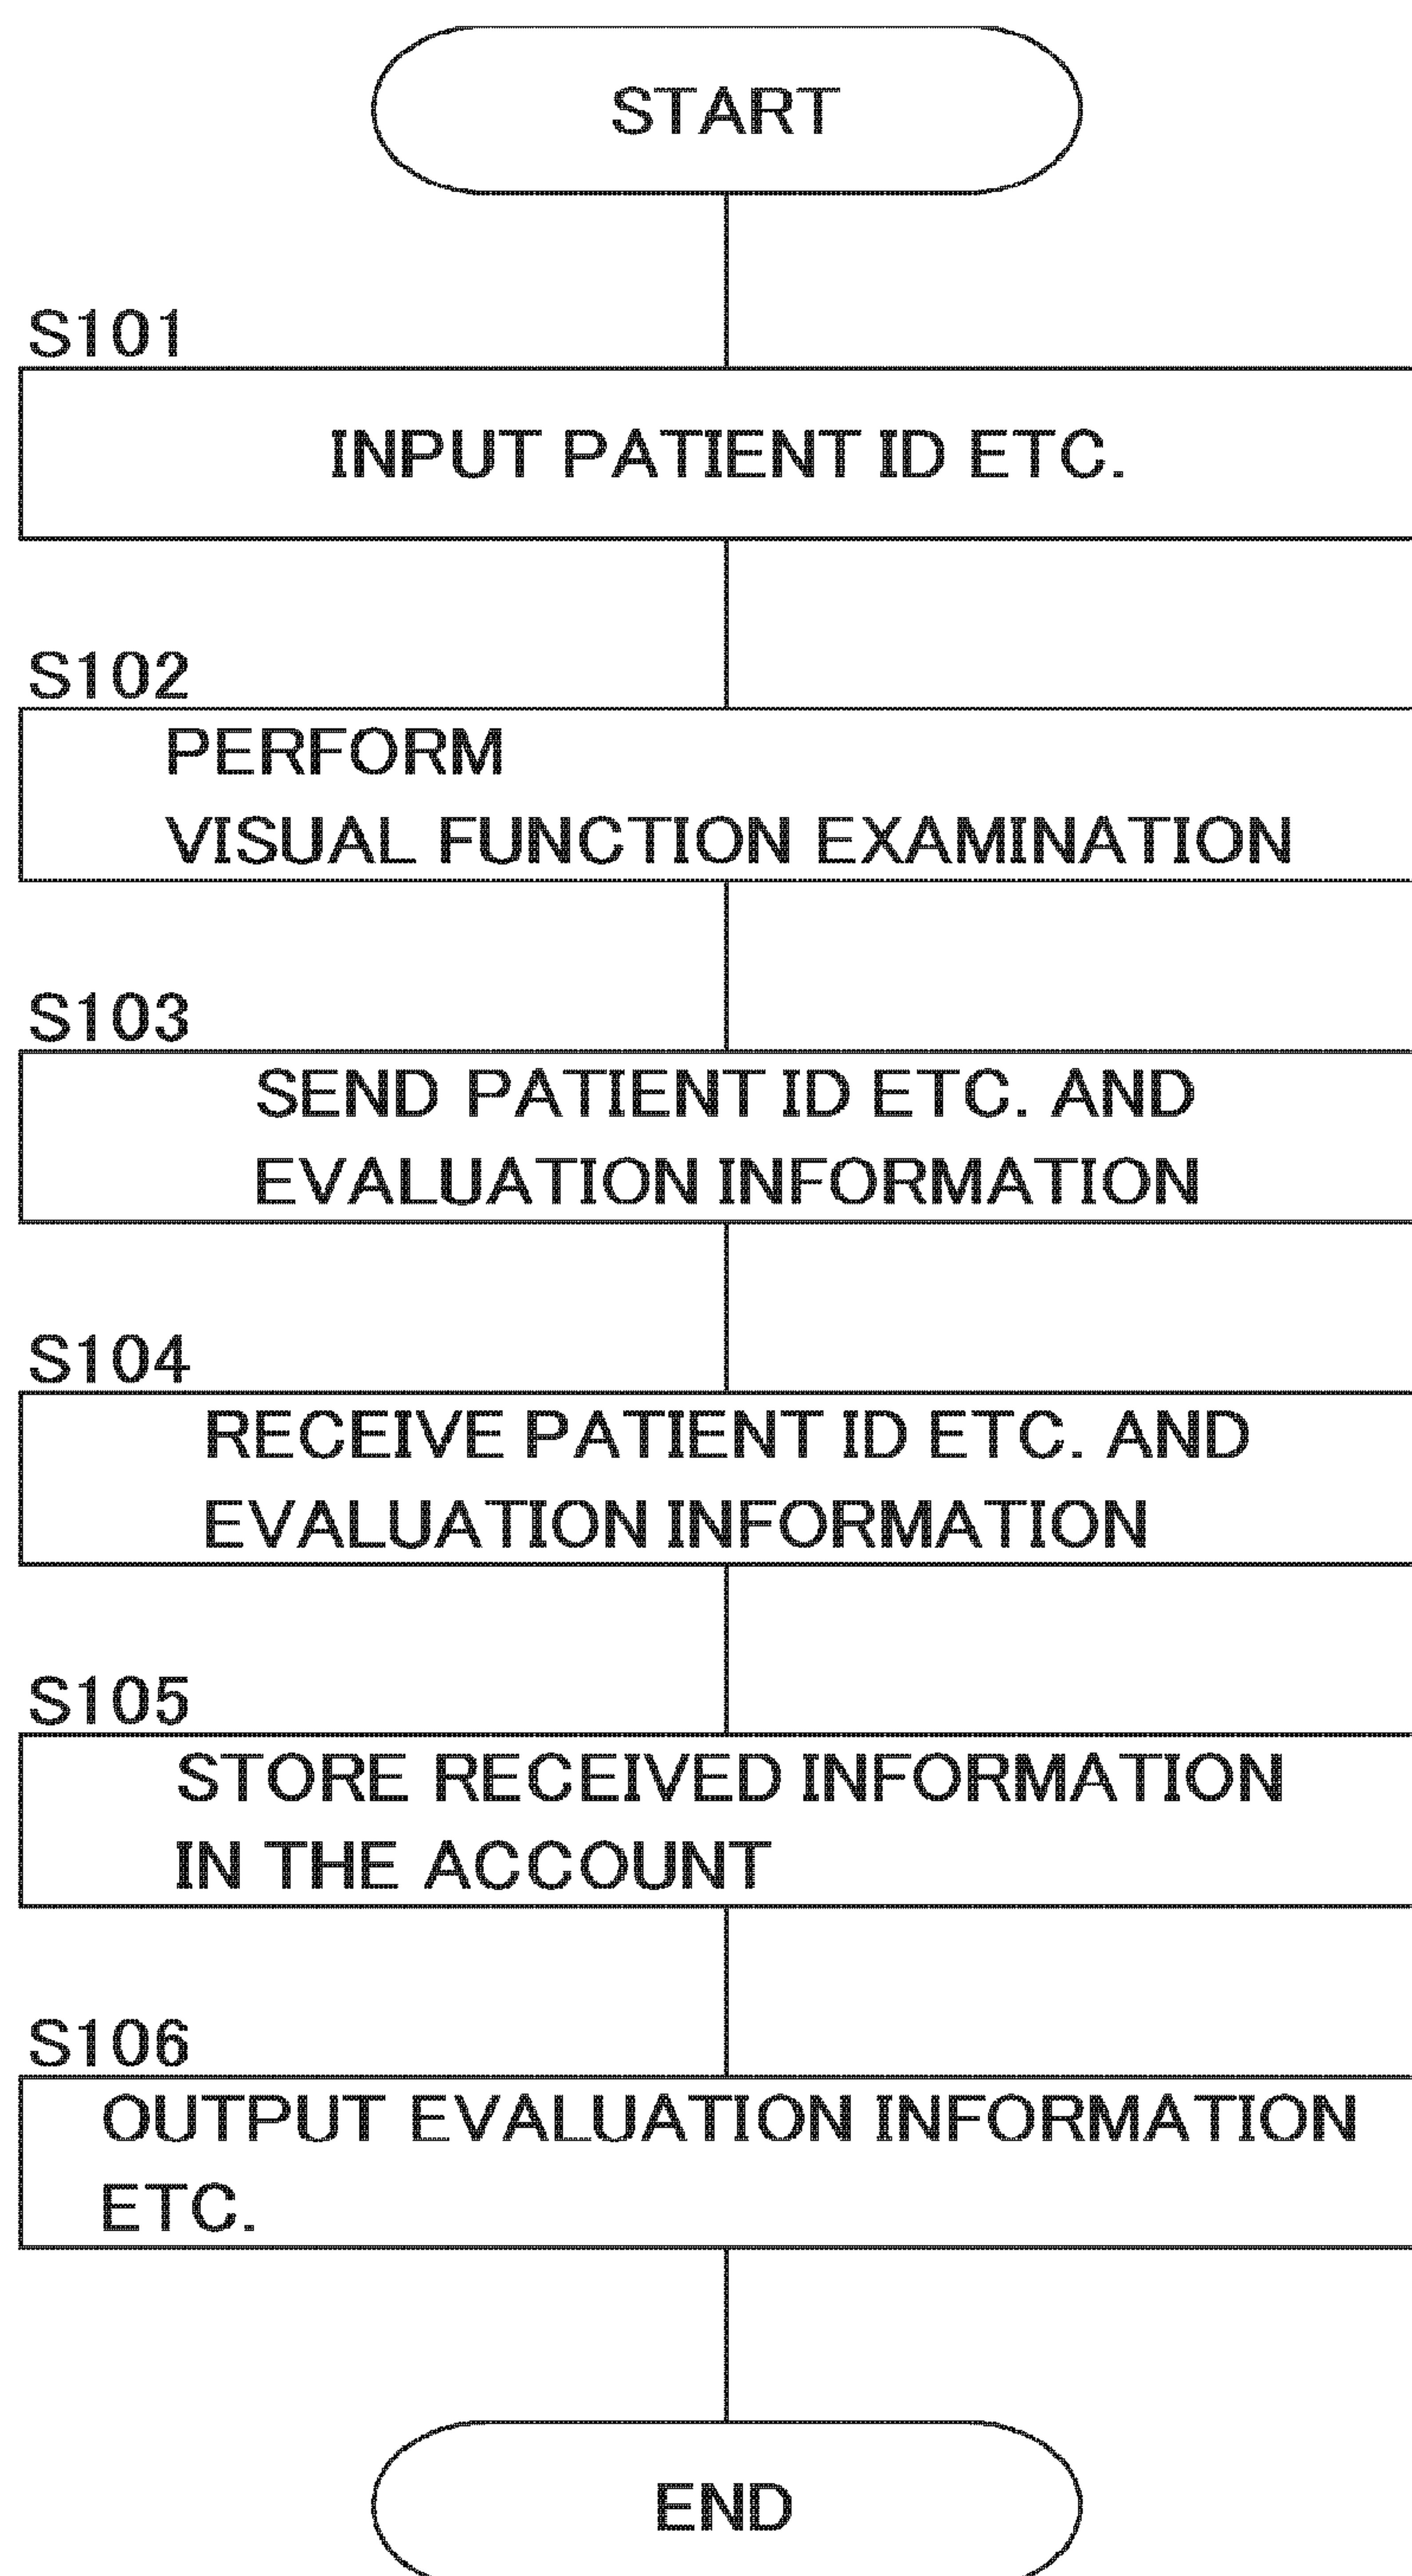 START
S101
INPUT PATIENT ID ETC.
S102
PERFORM
VISUAL FUNCTION EXAMINATION
S103
SEND PATIENT ID ETC. AND
EVALUATION INFORMATION
S104
RECEIVE PATIENT ID ETC. AND
EVALUATION INFORMATION
S105
STORE RECEIVED INFORMATION
IN THE ACCOUNT
S106
OUTPUT EVALUATION INFORMATION
ETC.
END